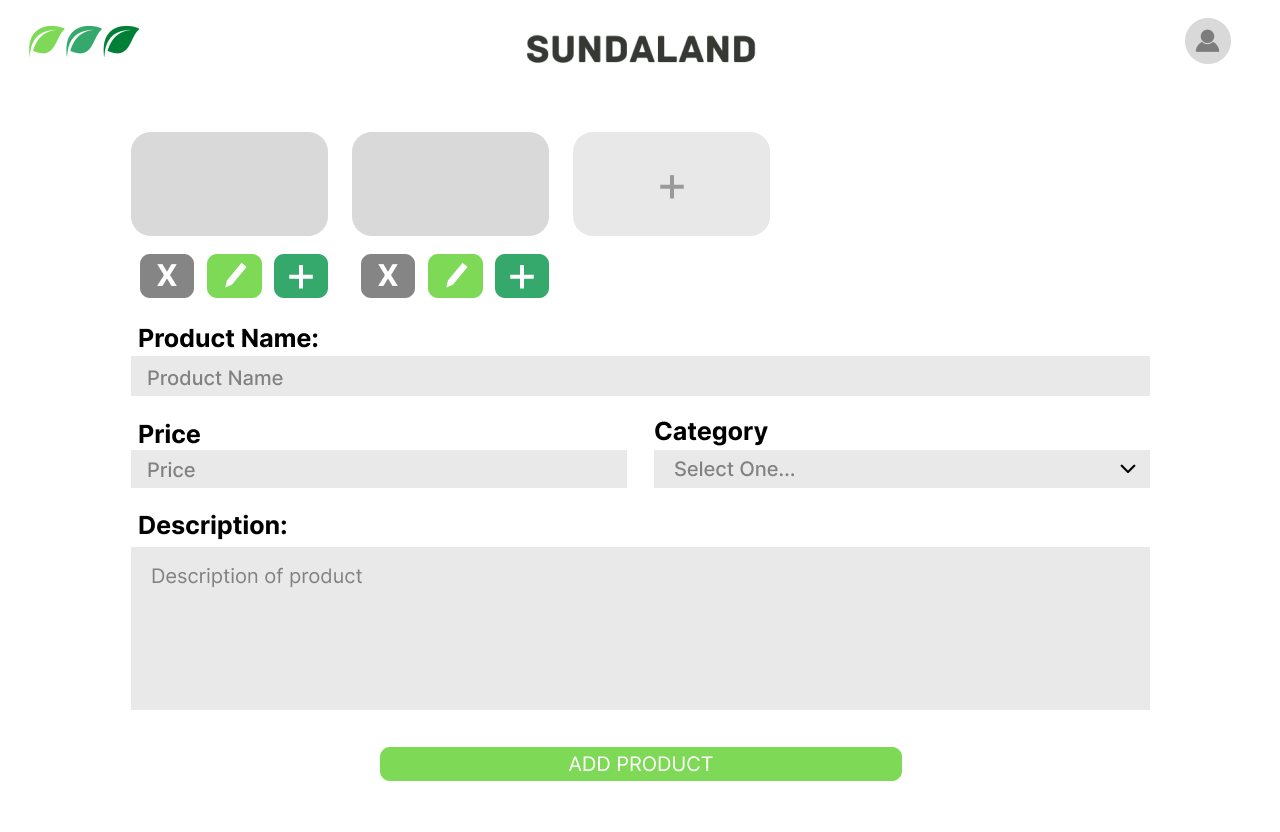 SUNDALAND
+
X + X +
Product Name:
Product Name
Price
Price
Category
Select One...
Description:
Description of product
ADD PRODUCT